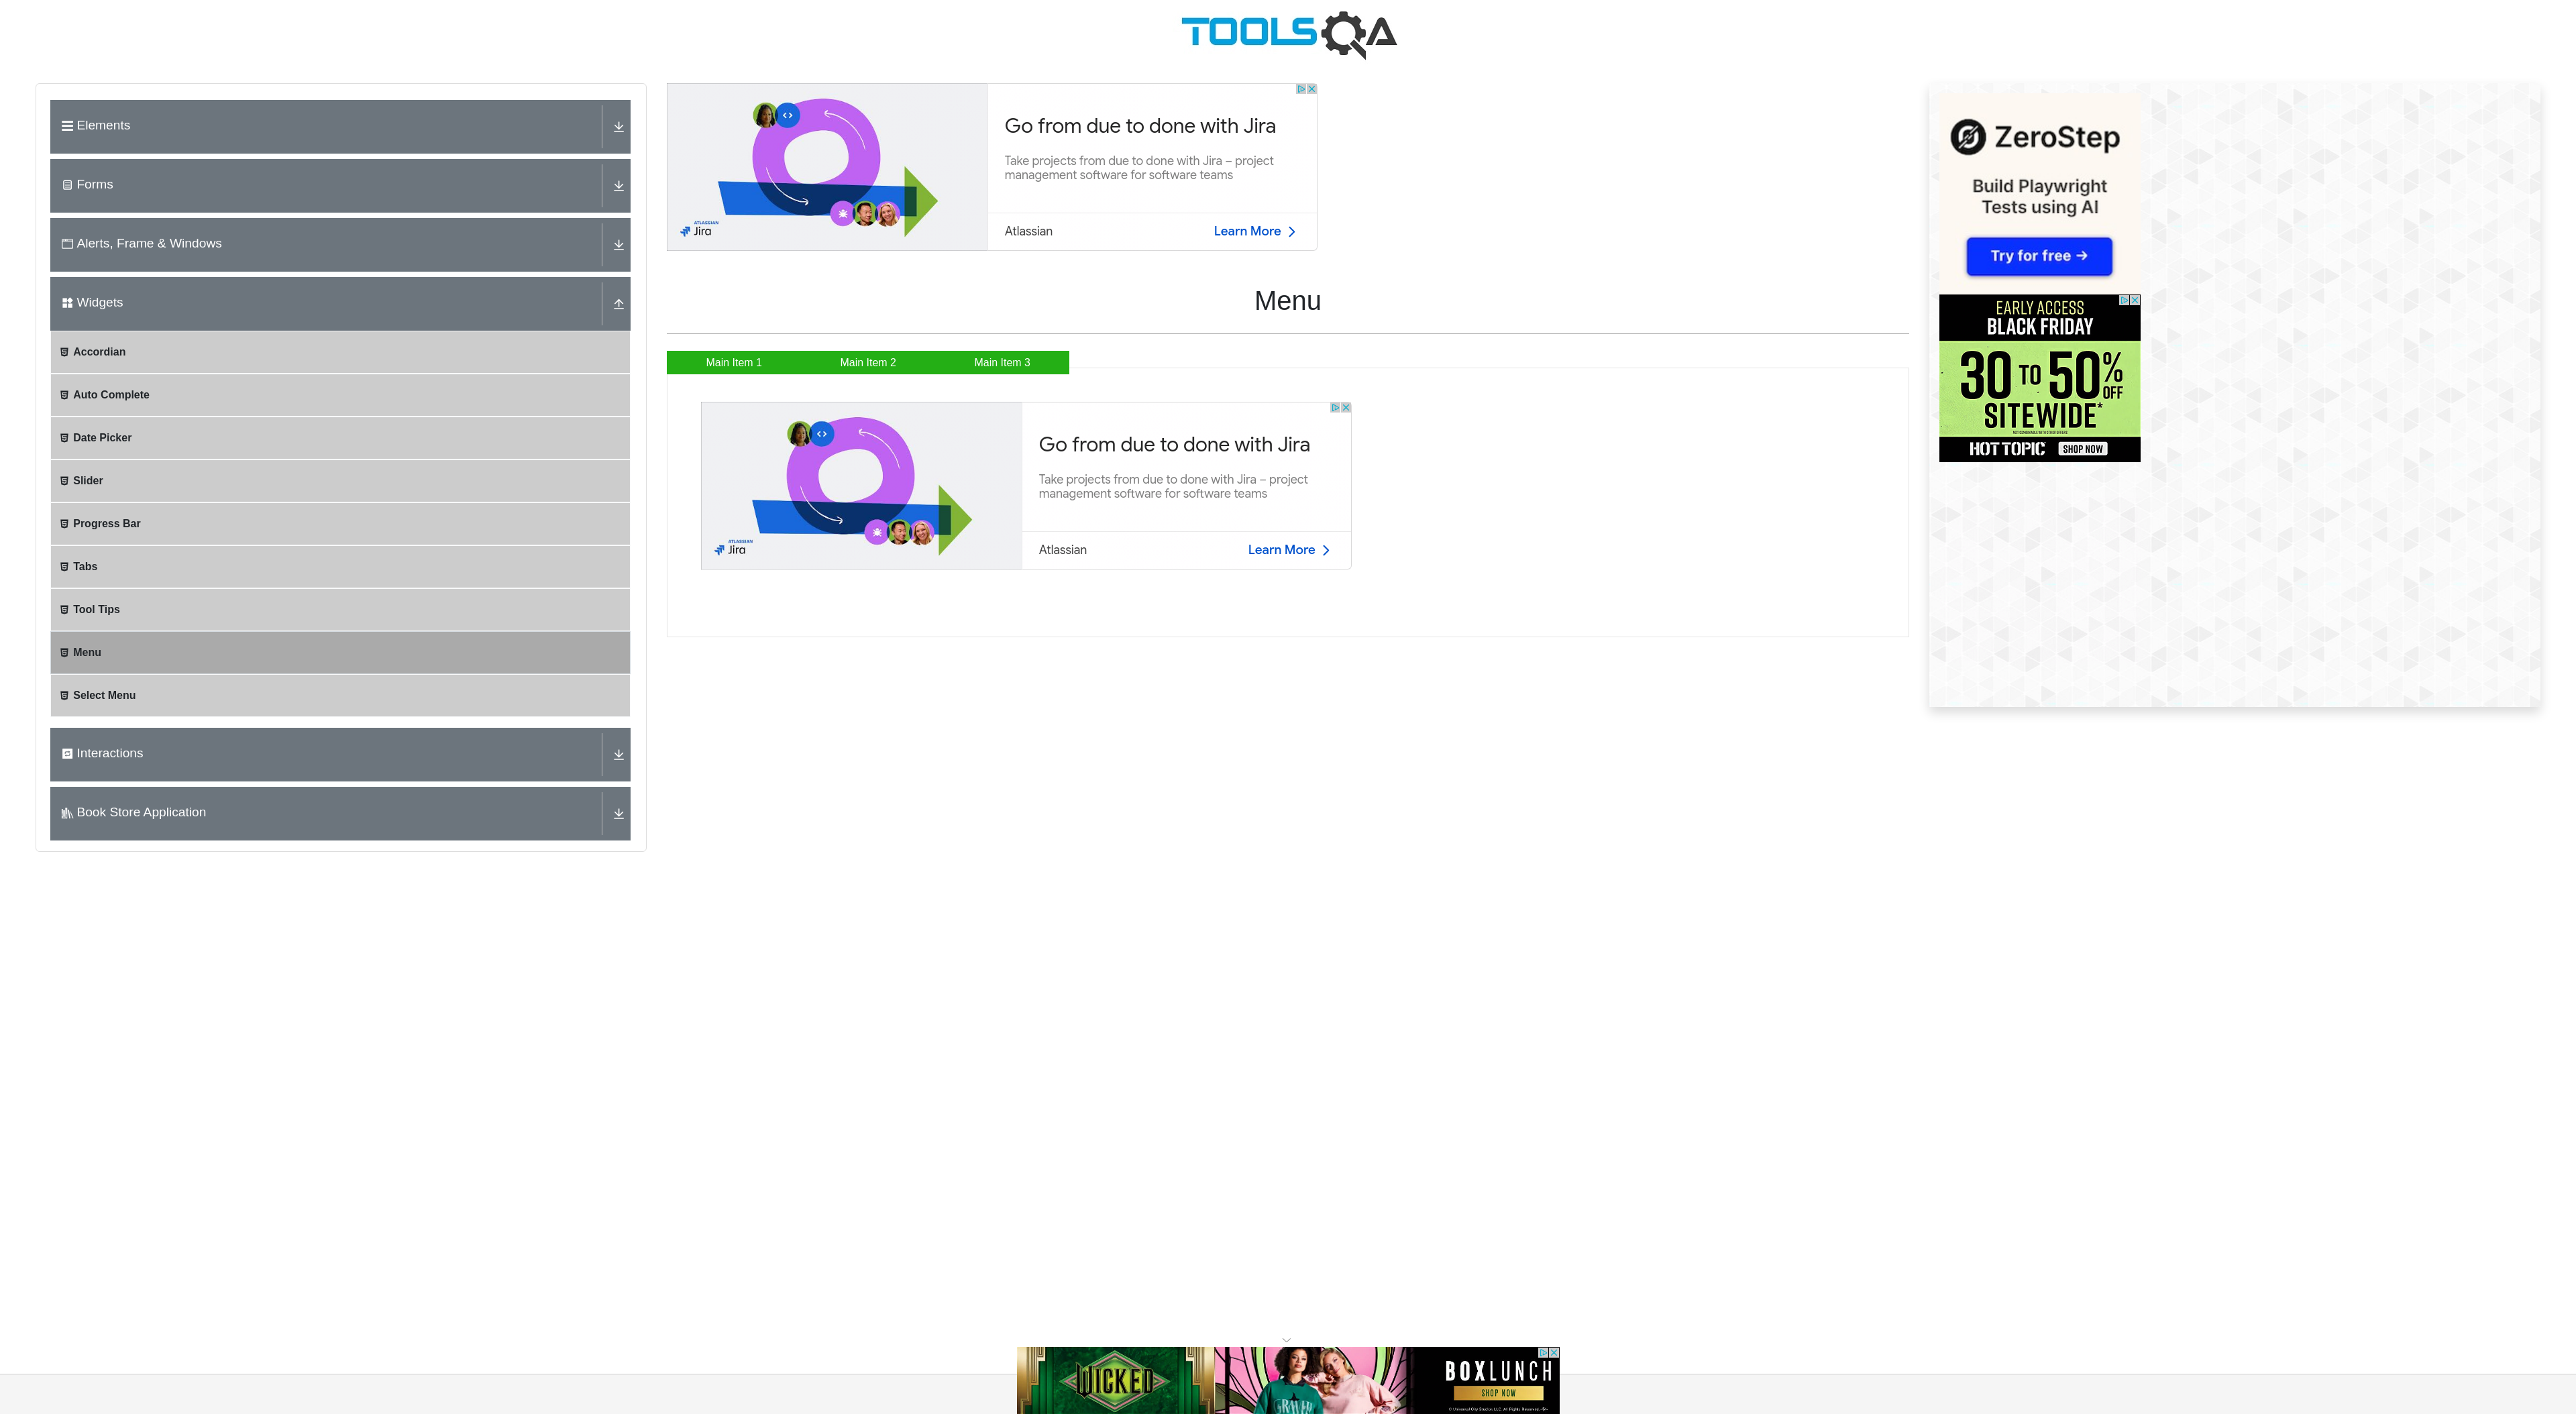 TOOLSQA
Elements
Forms
Alerts, Frame & Windows
Widgets
Accordian
Auto Complete
Date Picker
Slider
Progress Bar
Tabs
Tool Tips
Menu
Select Menu
Interactions
Book Store Application
Go from due to done with Jira
Take projects from due to done with Jira – project
management software for software teams
ATLASSIAN
Jira
Atlassian
Learn More
Menu
Main Item 1
Main Item 2
Main Item 3
Go from due to done with Jira
Take projects from due to done with Jira – project
management software for software teams
ATLASSIAN
Jira
Atlassian
Learn More
ZeroStep
Build Playwright
Tests using AI
Try for free →
EARLY ACCESS
BLACK FRIDAY
30 TO 50% OFF
SITEWIDE*
HOT TOPIC
SHOP NOW
WICKED
BOXLUNCH
SHOP NOW